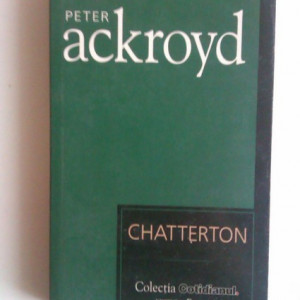 PETER
ackroyd
CHATTERTON
Colecția Cotidianul.